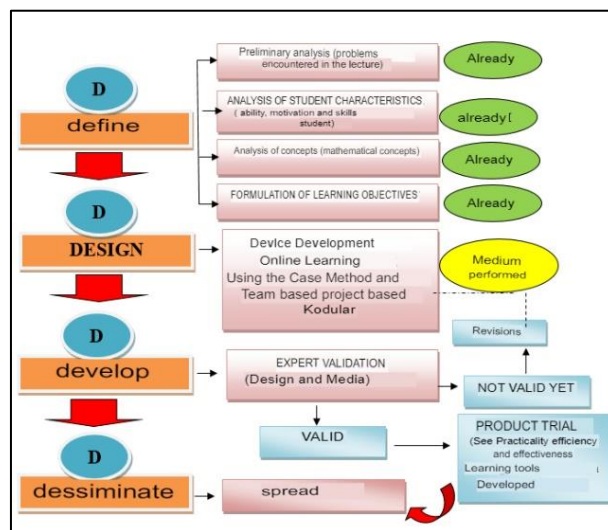 D
define
Preliminary analysis (problems
encountered in the lecture)
Already
ANALYSIS OF STUDENT CHARACTERISTICS
( ability, motivation and skills
student)
already[
Analysis of concepts (mathematical concepts)
Already
FORMULATION OF LEARNING OBJECTIVES
Already
D
DESIGN
Device Development
Online Learning
Using the Case Method and
Team based project based
Kodular
Medium
performed
Revisions
D
develop
EXPERT VALIDATION
(Design and Media)
NOT VALID YET
VALID
PRODUCT TRIAL
(See Practicality efficiency
and effectiveness
Learning tools
Developed
D
dessiminate
spread